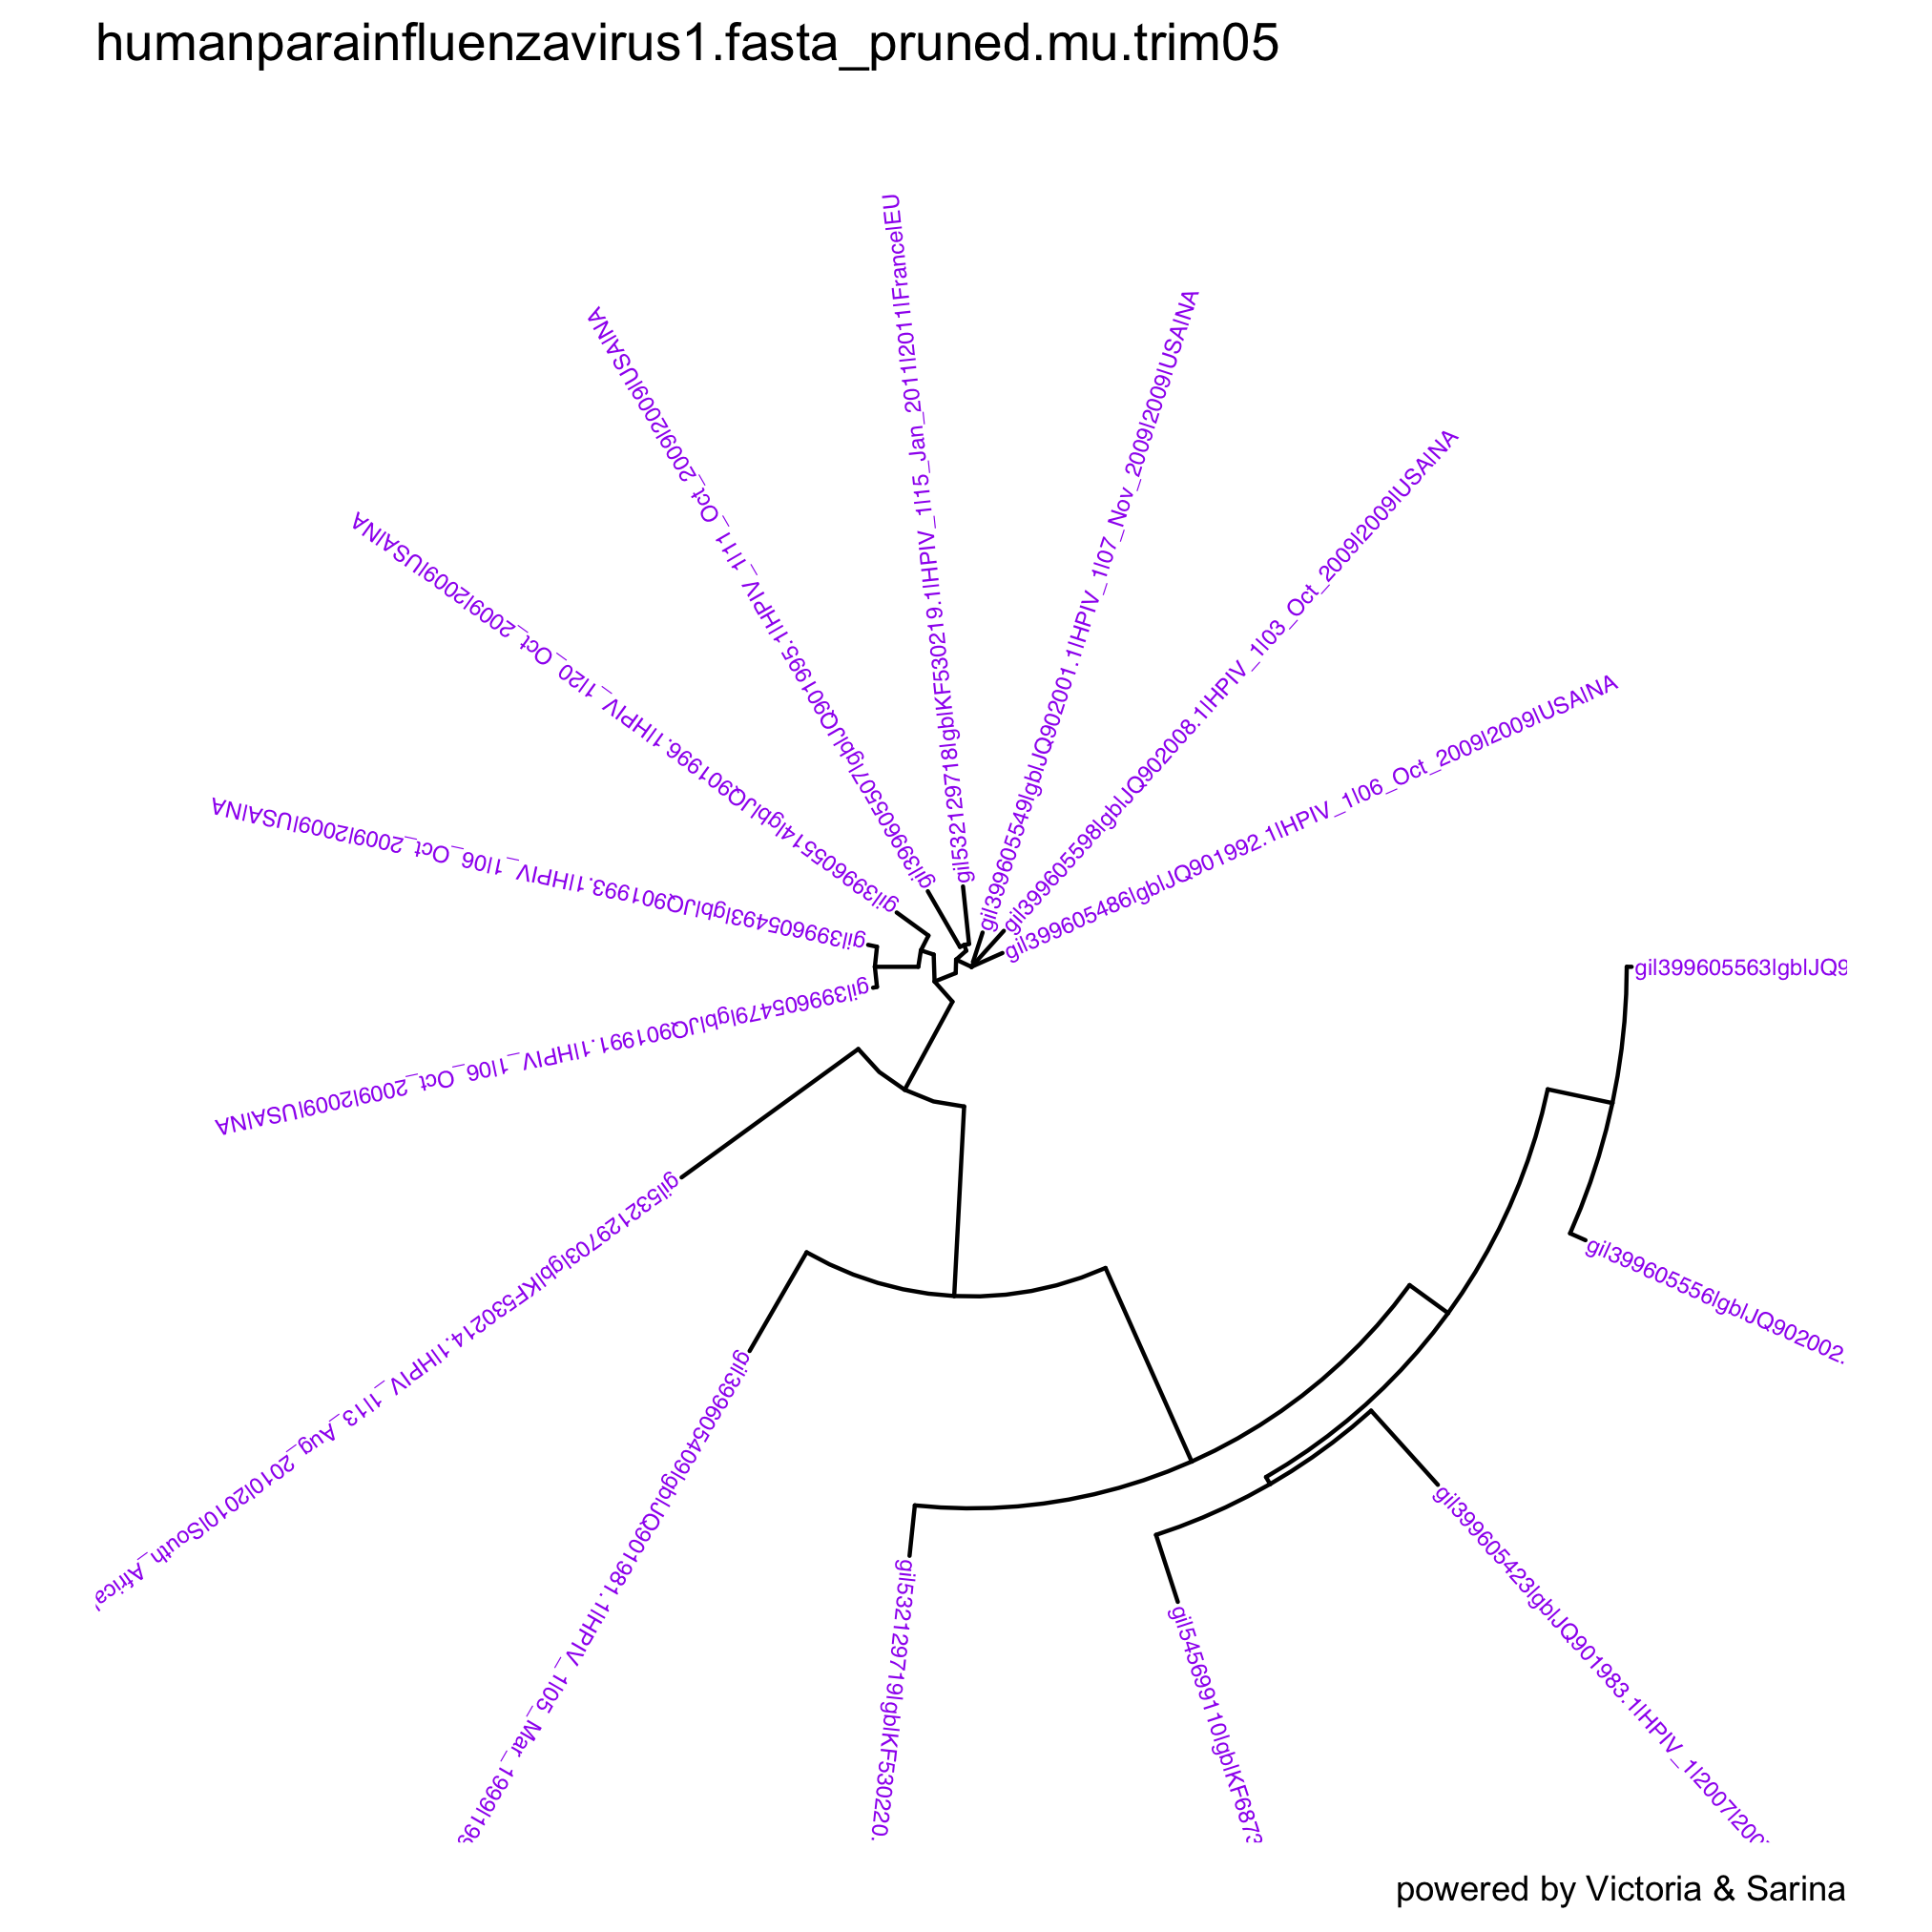 humanparainfluenzavirus1.fasta_pruned.mu.trim05
gi|532129718|gb|KF530219.1|HPIV_1|15_Jan_2011|2011|France|EU
gi|399605549|gb|JQ902001.1|HPIV_1|07_Nov_2009|2009|USA|NA
gi|399605507|gb|JQ901995.1|HPIV_1|11_Oct_2009|2009|USA|NA
gi|399605598|gb|JQ902008.1|HPIV_1|03_Oct_2009|2009|USA|NA
gi|399605514|gb|JQ901996.1|HPIV_1|20_Oct_2009|2009|USA|NA
gi|399605486|gb|JQ901992.1|HPIV_1|06_Oct_2009|2009|USA|NA
gi|399605493|gb|JQ901993.1|HPIV_1|06_Oct_2009|2009|USA|NA
gi|399605563|gb|JQ9
gi|399605479|gb|JQ901991.1|HPIV_1|06_Oct_2009|2009|USA|NA
gi|532129703|gb|KF530214.1|HPIV_1|13_Aug_2010|2010|South_Africa
gi|399605556|gb|JQ902002.
gi|399605409|gb|JQ901981.1|HPIV_1|05_Mar_1999|199
gi|399605423|gb|JQ901983.1|HPIV_1|2007|200
gi|532129719|gb|KF530220.
gi|545699110|gb|KF6873
powered by Victoria & Sarina